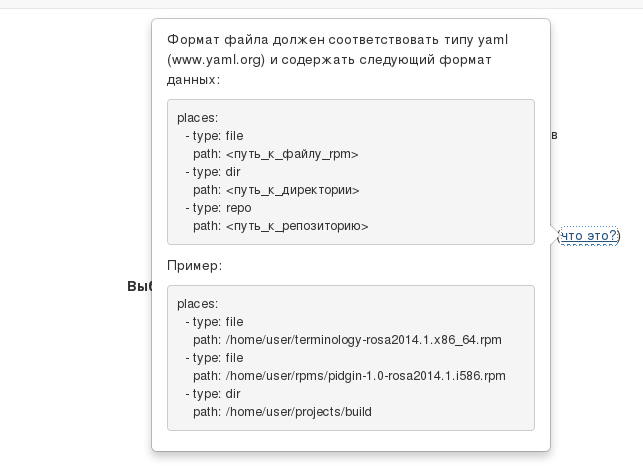 Формат файла должен соответствовать типу yaml
(www.yaml.org) и содержать следующий формат
данных:
places:
- type: file
path: <путь_к_файлу_rpm>
- type: dir
path: <путь_к_директории>
- type: repo
path: <путь_к_репозиторию>
в
(что это?)
Пример:
Выб
places:
- type: file
path: /home/user/terminology-rosa2014.1.x86_64.rpm
- type: file
path: /home/user/rpms/pidgin-1.0-rosa2014.1.i586.rpm
- type: dir
path: /home/user/projects/build